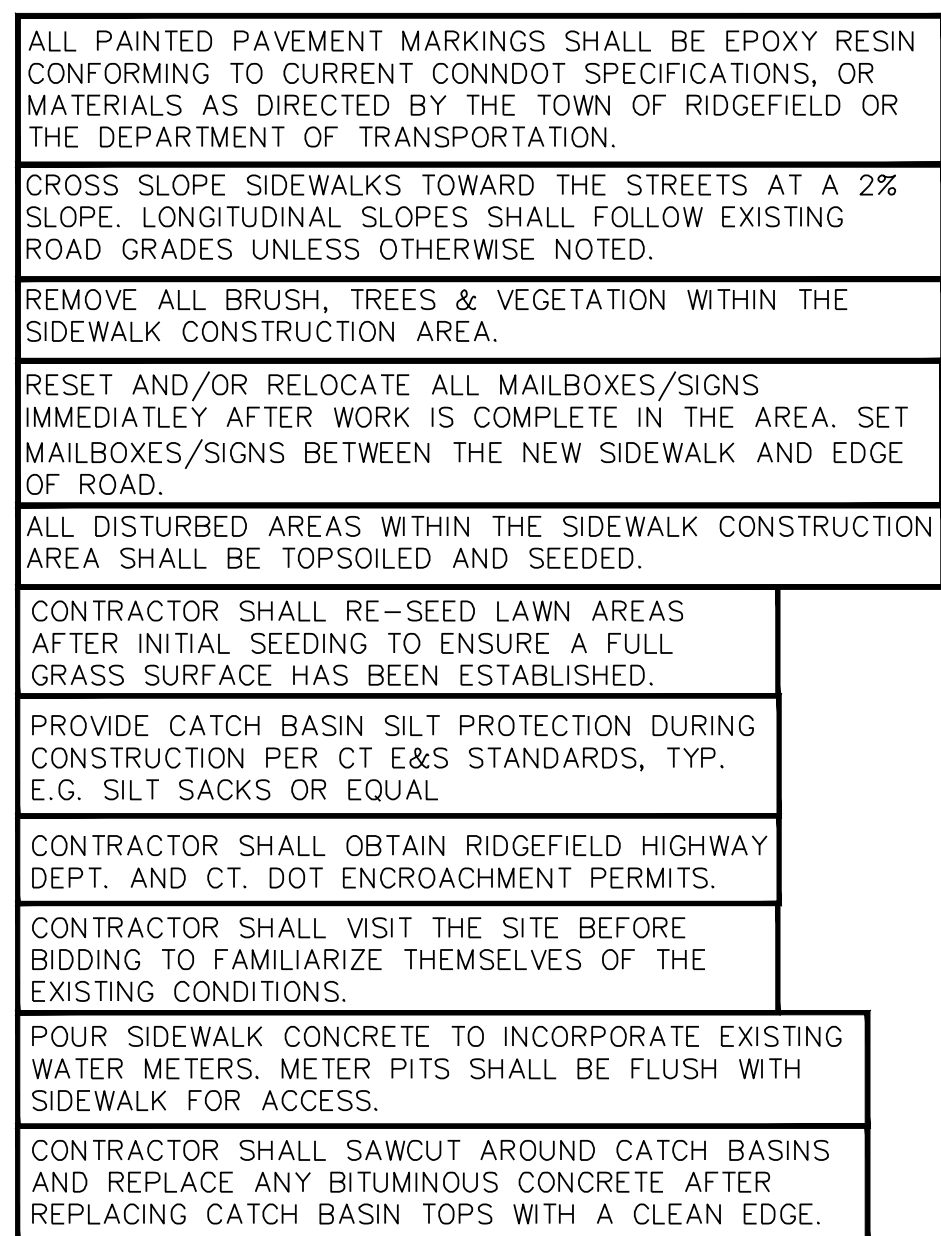 ALL PAINTED PAVEMENT MARKINGS SHALL BE EPOXY RESIN
CONFORMING TO CURRENT CONNDOT SPECIFICATIONS, OR
MATERIALS AS DIRECTED BY THE TOWN OF RIDGEFIELD OR
THE DEPARTMENT OF TRANSPORTATION.
CROSS SLOPE SIDEWALKS TOWARD THE STREETS AT A 2%
SLOPE. LONGITUDINAL SLOPES SHALL FOLLOW EXISTING
ROAD GRADES UNLESS OTHERWISE NOTED.
REMOVE ALL BRUSH, TREES & VEGETATION WITHIN THE
SIDEWALK CONSTRUCTION AREA.
RESET AND/OR RELOCATE ALL MAILBOXES/SIGNS
IMMEDIATLEY AFTER WORK IS COMPLETE IN THE AREA. SET
MAILBOXES/SIGNS BETWEEN THE NEW SIDEWALK AND EDGE
OF ROAD.
ALL DISTURBED AREAS WITHIN THE SIDEWALK CONSTRUCTION
AREA SHALL BE TOPSOILED AND SEEDED.
CONTRACTOR SHALL RE-SEED LAWN AREAS
AFTER INITIAL SEEDING TO ENSURE A FULL
GRASS SURFACE HAS BEEN ESTABLISHED.
PROVIDE CATCH BASIN SILT PROTECTION DURING
CONSTRUCTION PER CT E&S STANDARDS, TYP.
E.G. SILT SACKS OR EQUAL
CONTRACTOR SHALL OBTAIN RIDGEFIELD HIGHWAY
DEPT. AND CT. DOT ENCROACHMENT PERMITS.
CONTRACTOR SHALL VISIT THE SITE BEFORE
BIDDING TO FAMILIARIZE THEMSELVES OF THE
EXISTING CONDITIONS.
POUR SIDEWALK CONCRETE TO INCORPORATE EXISTING
WATER METERS. METER PITS SHALL BE FLUSH WITH
SIDEWALK FOR ACCESS.
CONTRACTOR SHALL SAWCUT AROUND CATCH BASINS
AND REPLACE ANY BITUMINOUS CONCRETE AFTER
REPLACING CATCH BASIN TOPS WITH A CLEAN EDGE.